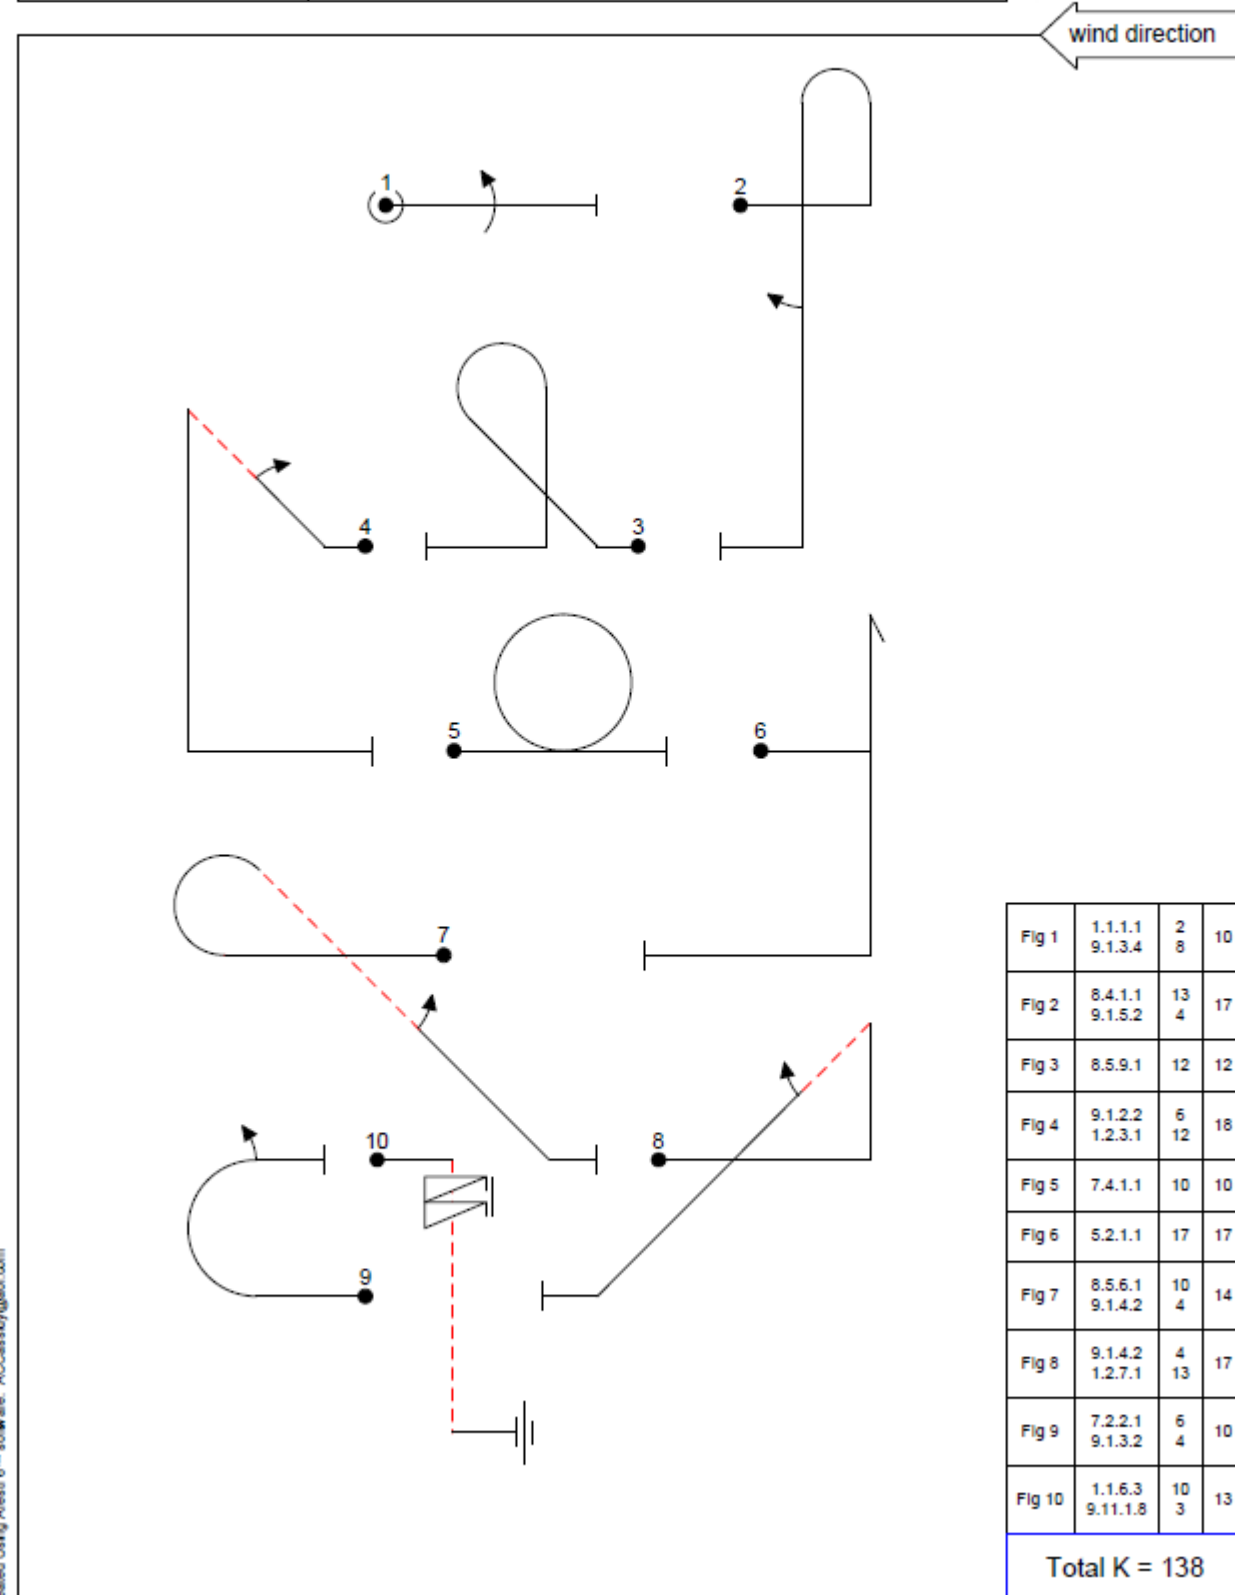 wind direction
1
2
3
4
5
6
7
8
9
10
Fig 1 1.1.1.1 2 10
9.1.3.4 8
Fig 2 8.4.1.1 13 17
9.1.5.2 4
Fig 3 8.5.9.1 12 12
Fig 4 9.1.2.2 6 18
1.2.3.1 12
Fig 5 7.4.1.1 10 10
Fig 6 5.2.1.1 17 17
Fig 7 8.5.6.1 10 14
9.1.4.2 4
Fig 8 9.1.4.2 4 17
1.2.7.1 13
Fig 9 7.2.2.1 6 10
9.1.3.2 4
Fig 10 1.1.6.3 10 13
9.11.1.8 3
Total K = 138